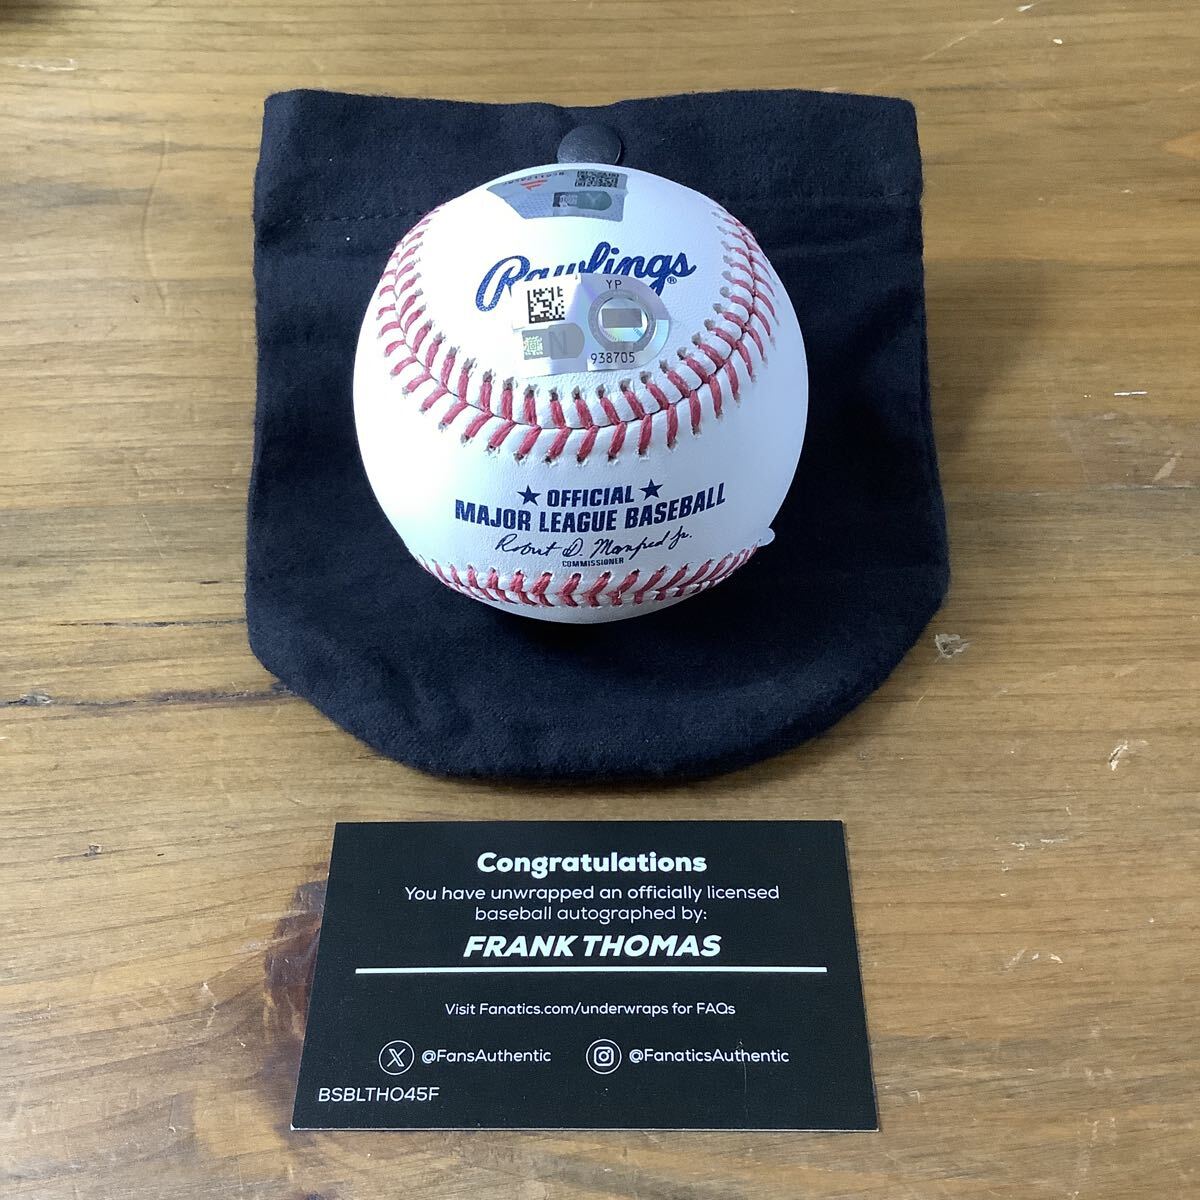 Rawlings®
YP
N
938705
Y
★ OFFICIAL ★
MAJOR LEAGUE BASEBALL
Robert D. Manfred Jr.
COMMISSIONER
Congratulations
You have unwrapped an officially licensed
baseball autographed by:
FRANK THOMAS
Visit Fanatics.com/underwraps for FAQs
@FansAuthentic @FanaticsAuthentic
BSBLTHO45F